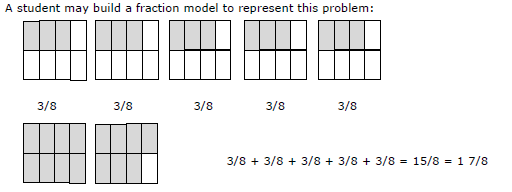 A student may build a fraction model to represent this problem:
3/8 3/8 3/8 3/8 3/8
3/8 + 3/8 + 3/8 + 3/8 + 3/8 = 15/8 = 1 7/8